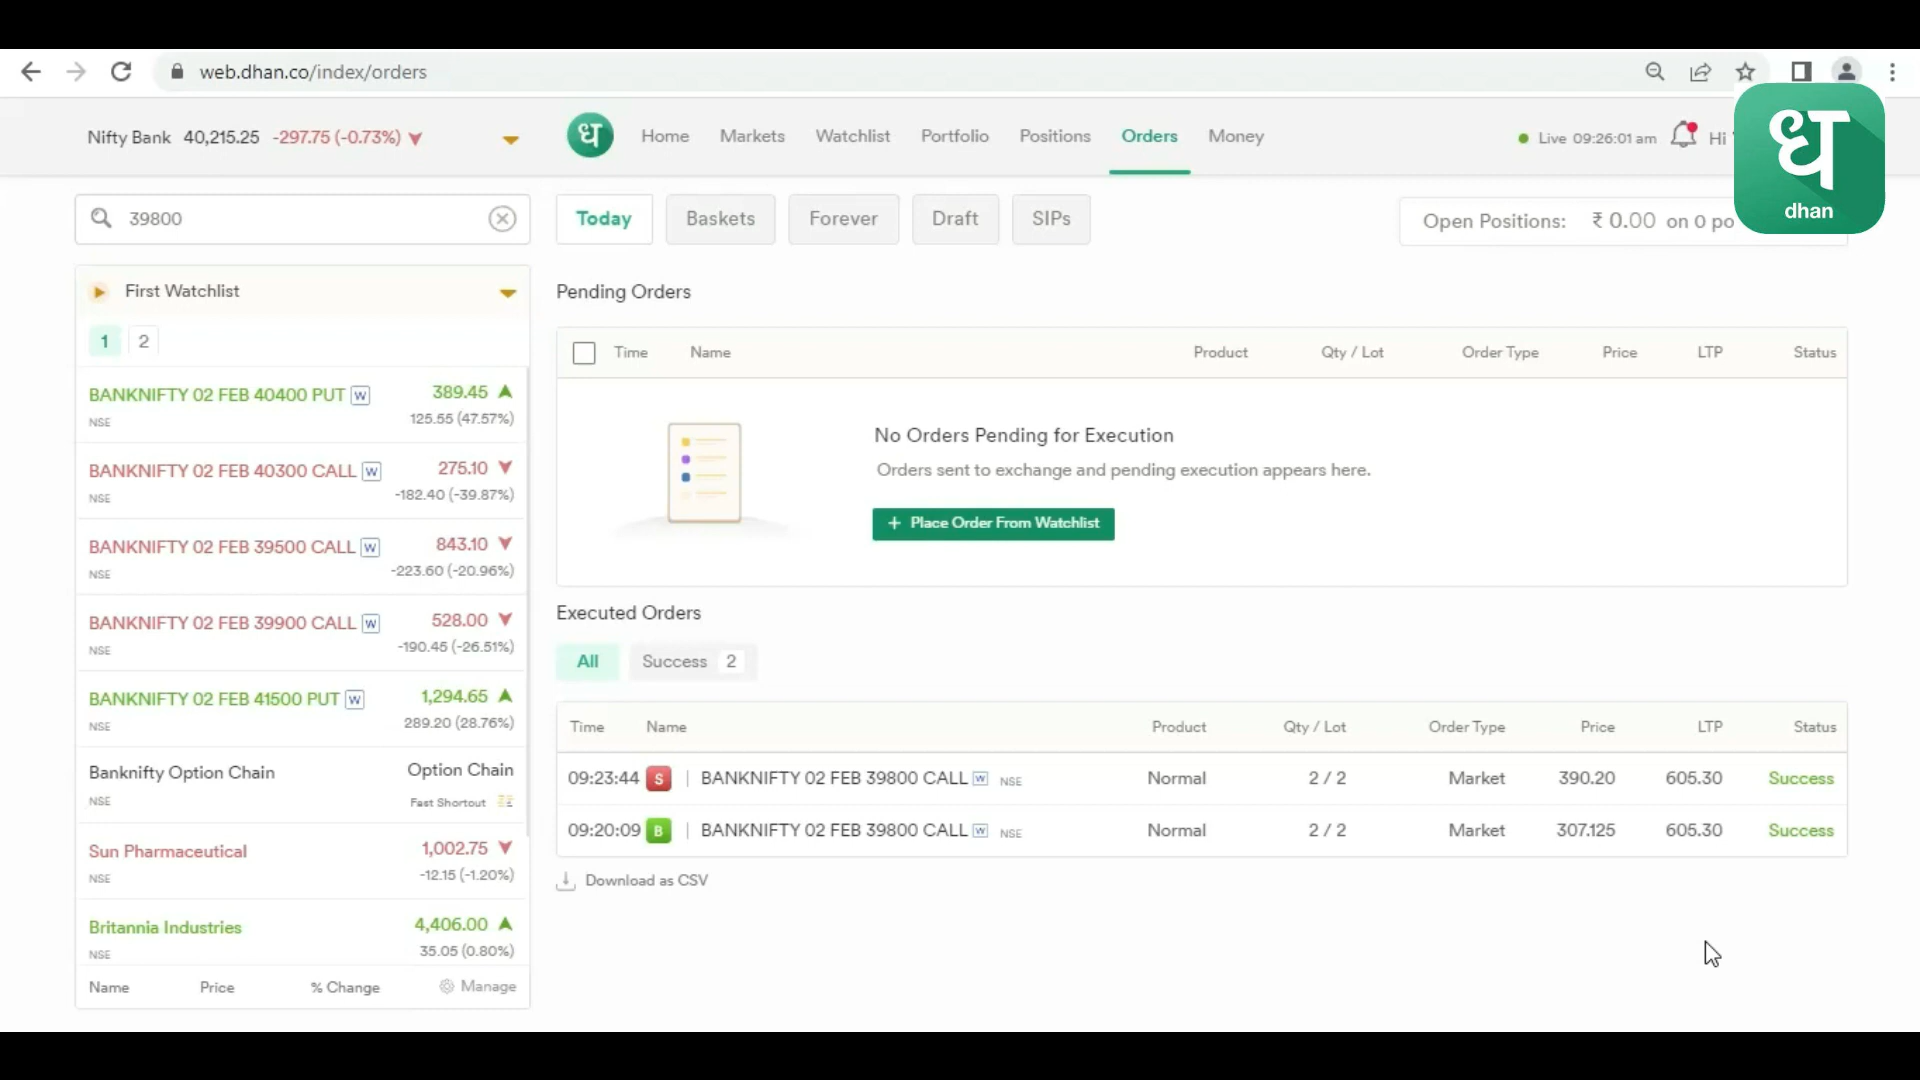 web.dhan.co/index/orders
Nifty Bank 40,215.25 -297.75 (-0.73%)
ध Home Markets Watchlist Portfolio Positions Orders Money
Live 09:26:01 am Hi
ध
dhan
39800
Today Baskets Forever Draft SIPs
Open Positions: ₹ 0.00 on 0 po
First Watchlist
1 2
BANKNIFTY 02 FEB 40400 PUT W 389.45
NSE 125.55 (47.57%)
BANKNIFTY 02 FEB 40300 CALL W 275.10
NSE -182.40 (-39.87%)
BANKNIFTY 02 FEB 39500 CALL W 843.10
NSE -223.60 (-20.96%)
BANKNIFTY 02 FEB 39900 CALL W 528.00
NSE -190.45 (-26.51%)
BANKNIFTY 02 FEB 41500 PUT W 1,294.65
NSE 289.20 (28.76%)
Banknifty Option Chain Option Chain
NSE Fast Shortcut
Sun Pharmaceutical 1,002.75
NSE -12.15 (-1.20%)
Britannia Industries 4,406.00
NSE 35.05 (0.80%)
Name Price % Change Manage
Pending Orders
Time Name Product Qty / Lot Order Type Price LTP Status
No Orders Pending for Execution
Orders sent to exchange and pending execution appears here.
+ Place Order From Watchlist
Executed Orders
All Success 2
Time Name Product Qty / Lot Order Type Price LTP Status
09:23:44 S | BANKNIFTY 02 FEB 39800 CALL W NSE Normal 2 / 2 Market 390.20 605.30 Success
09:20:09 B | BANKNIFTY 02 FEB 39800 CALL W NSE Normal 2 / 2 Market 307.125 605.30 Success
Download as CSV